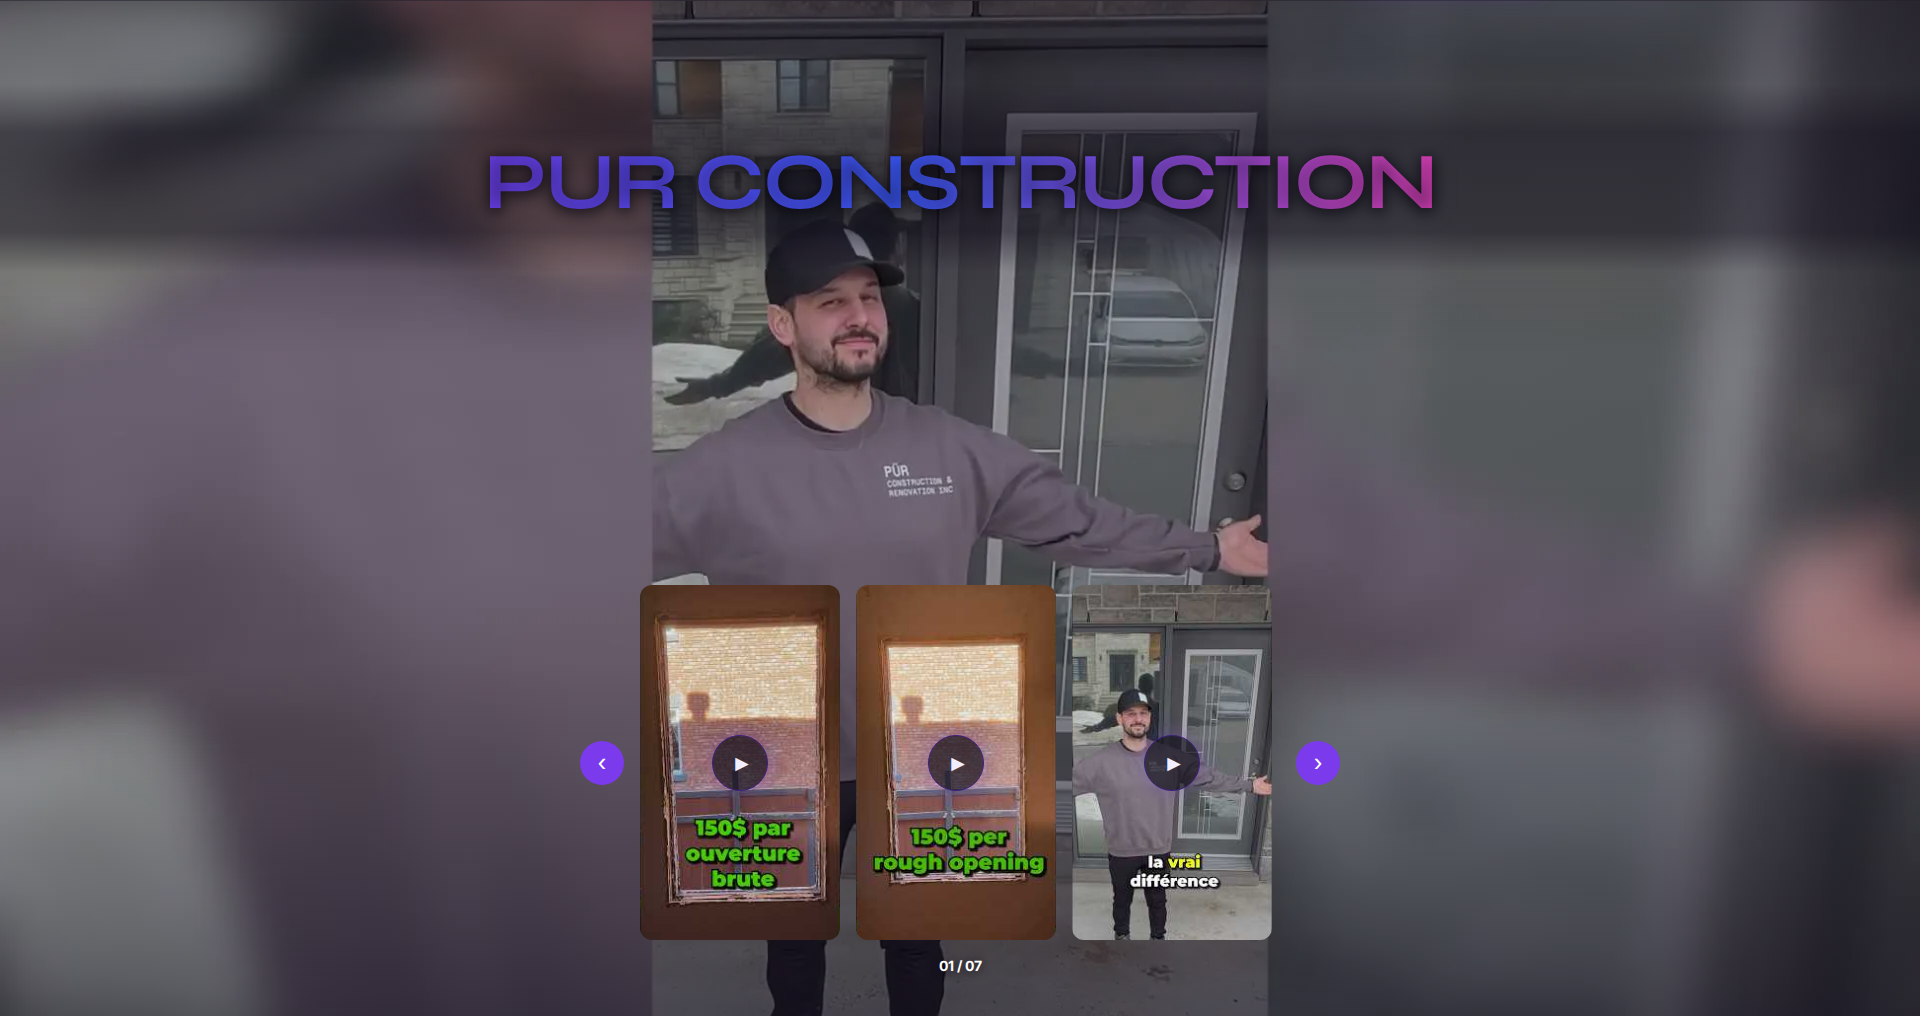 PUR CONSTRUCTION
PÜR
CONSTRUCTION &
RENOVATION INC
150$ par
ouverture
brute
150$ per
rough opening
la vrai
différence
01 / 07